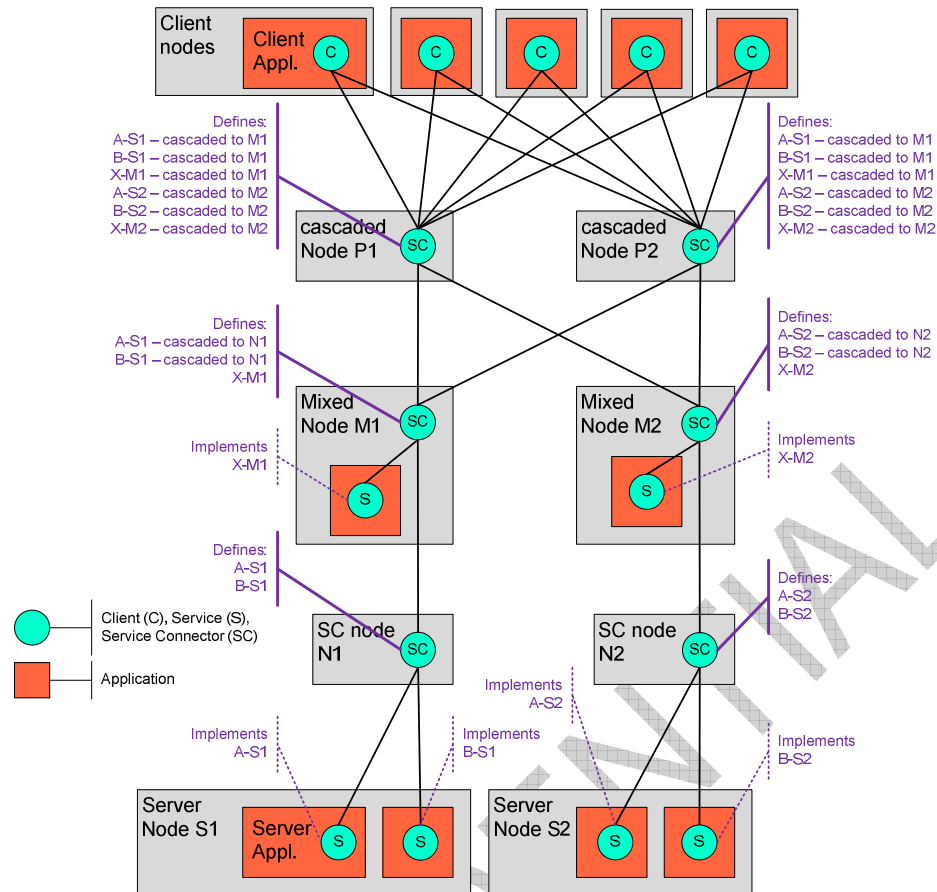 Client
nodes
Client
Appl.
C
C
C
C
C
Defines:
A-S1 – cascaded to M1
B-S1 – cascaded to M1
X-M1 – cascaded to M1
A-S2 – cascaded to M2
B-S2 – cascaded to M2
X-M2 – cascaded to M2
Defines:
A-S1 – cascaded to M1
B-S1 – cascaded to M1
X-M1 – cascaded to M1
A-S2 – cascaded to M2
B-S2 – cascaded to M2
X-M2 – cascaded to M2
cascaded
Node P1
SC
cascaded
Node P2
SC
Defines:
A-S1 – cascaded to N1
B-S1 – cascaded to N1
X-M1
Defines:
A-S2 – cascaded to N2
B-S2 – cascaded to N2
X-M2
Mixed
Node M1
SC
Mixed
Node M2
SC
Implements
X-M1
S
Implements
X-M2
S
Defines:
A-S1
B-S1
Defines:
A-S2
B-S2
Client (C), Service (S),
Service Connector (SC)
Application
SC node
N1
SC
SC node
N2
SC
Implements
A-S1
Implements
B-S1
Implements
A-S2
Implements
B-S2
Server
Node S1
Server
Appl.
S
S
Server
Node S2
S
S
ENTIAL